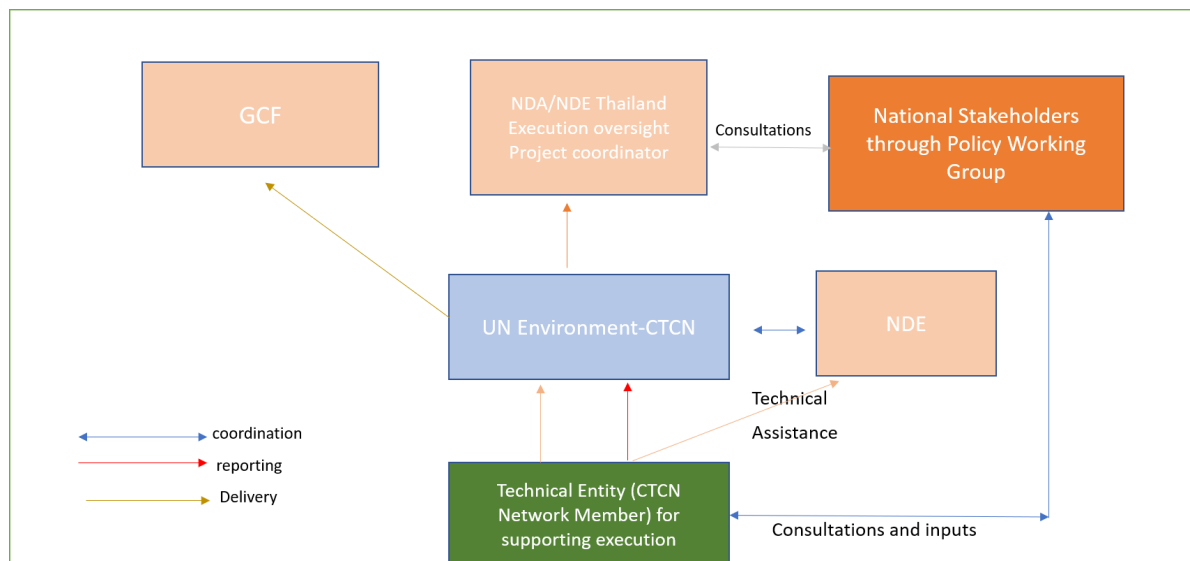 GCF
NDA/NDE Thailand
Execution oversight
Project coordinator
Consultations
National Stakeholders
through Policy Working
Group
UN Environment-CTCN
NDE
Technical
Assistance
coordination
reporting
Delivery
Technical Entity (CTCN
Network Member) for
supporting execution
Consultations and inputs